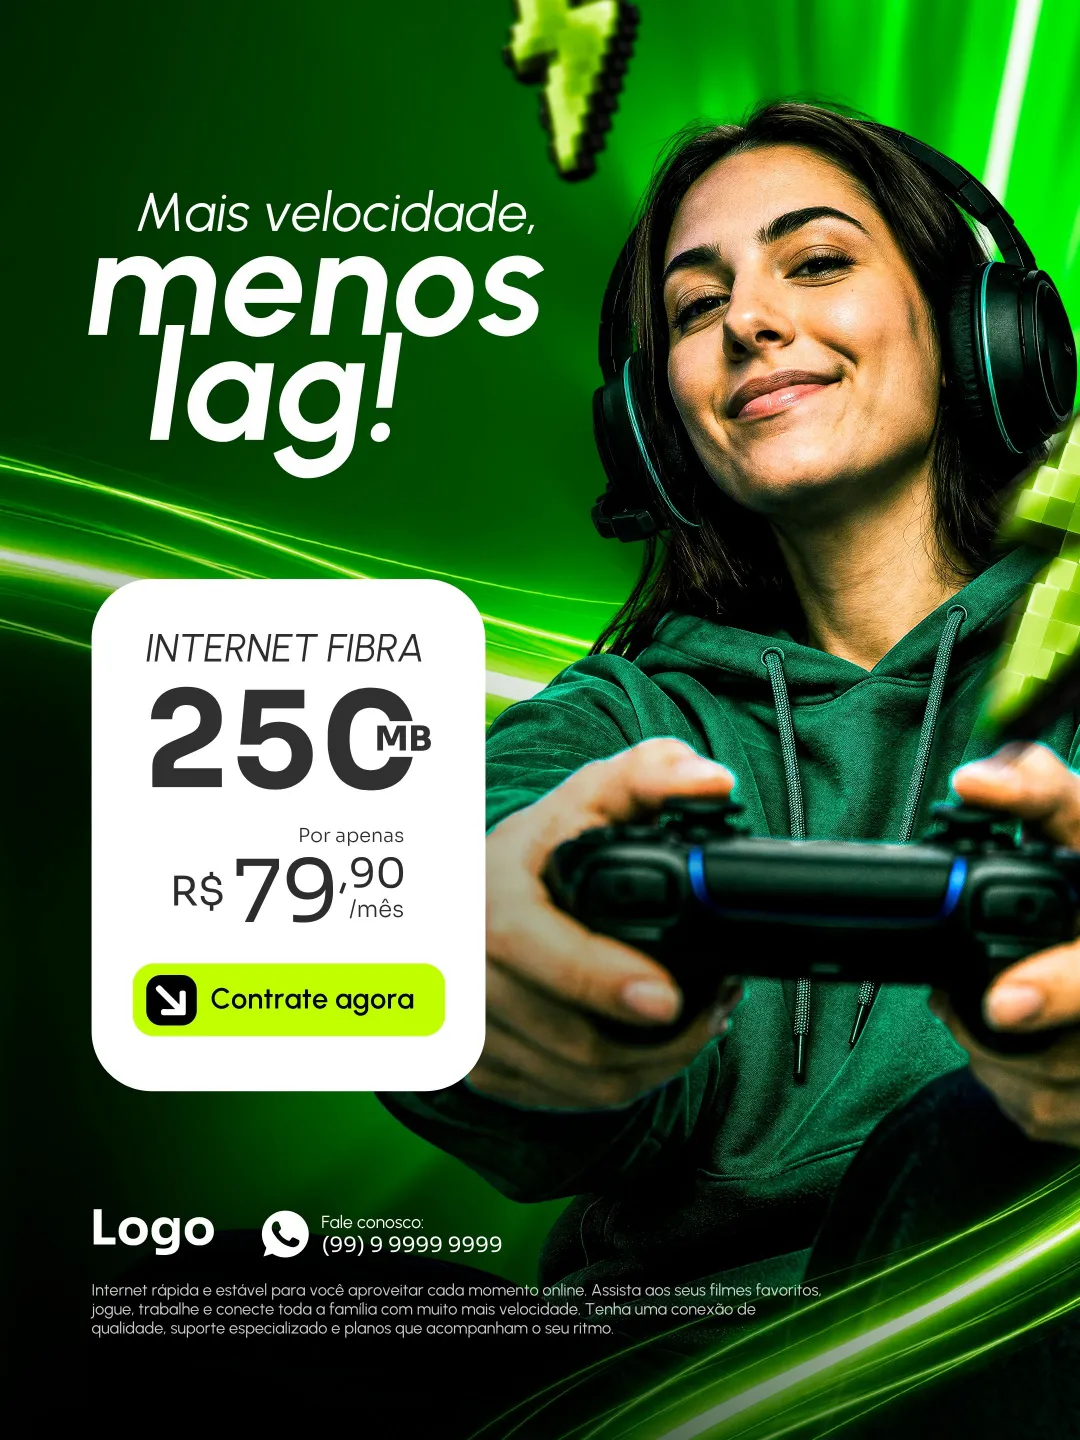 Mais velocidade,
menos
lag!
INTERNET FIBRA
250 MB
Por apenas
R$ 79,90
/mês
Contrate agora
Logo
Fale conosco:
(99) 9 9999 9999
Internet rápida e estável para você aproveitar cada momento online. Assista aos seus filmes favoritos,
jogue, trabalhe e conecte toda a família com muito mais velocidade. Tenha uma conexão de
qualidade, suporte especializado e planos que acompanham o seu ritmo.